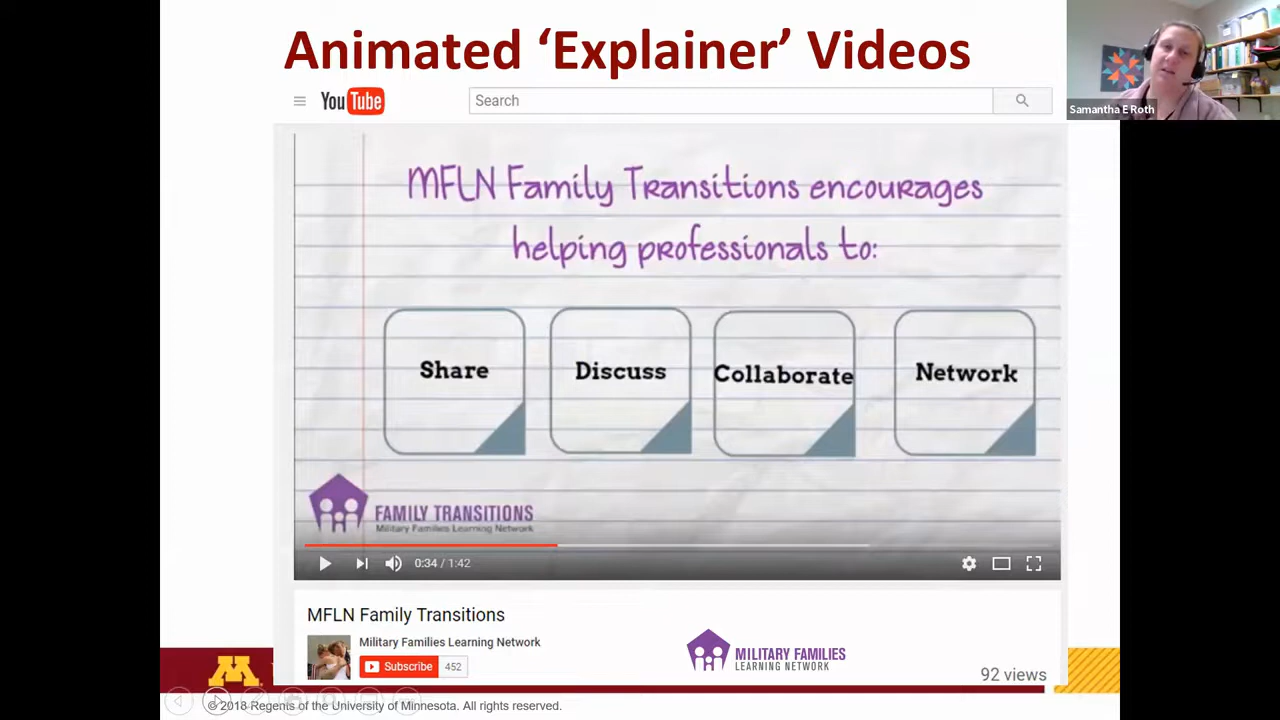 Animated ‘Explainer’ Videos
Samantha E Roth
YouTube
Search
MFLN Family Transitions encourages
helping professionals to:
Share
Discuss
Collaborate
Network
FAMILY TRANSITIONS
Military Families Learning Network
0:34 / 1:42
MFLN Family Transitions
Military Families Learning Network
Subscribe 452
MILITARY FAMILIES
LEARNING NETWORK
92 views
M
© 2018 Regents of the University of Minnesota. All rights reserved.